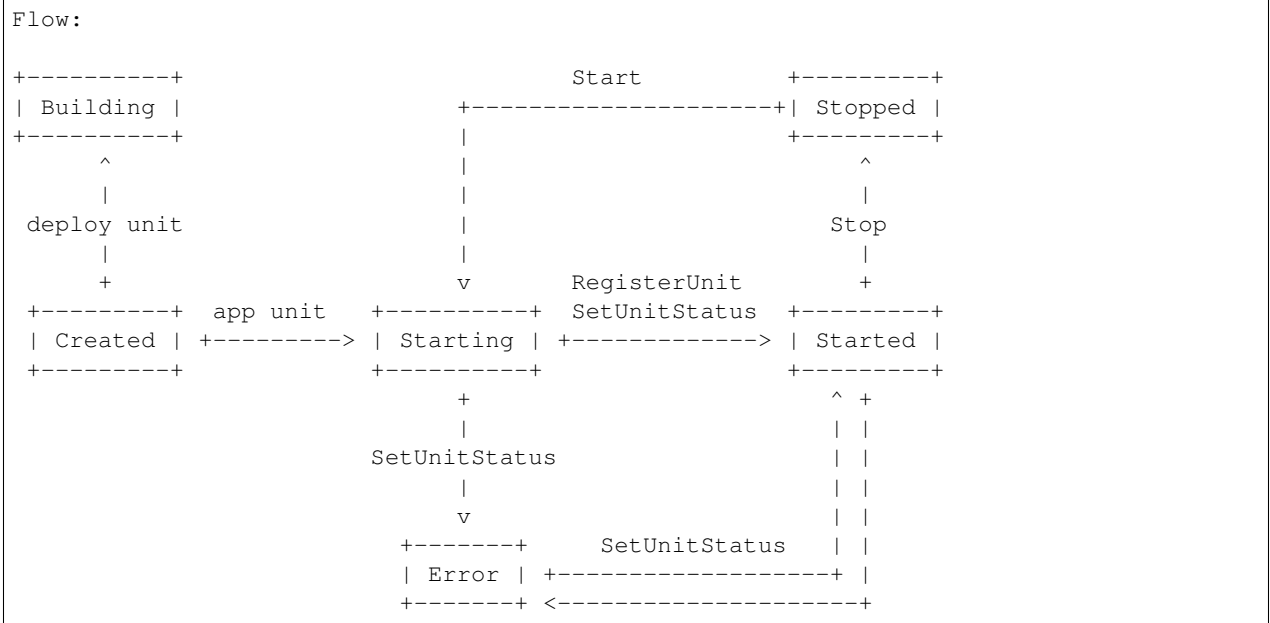 Flow:
+----------+                           Start          +---------+
| Building |                   +---------------------+| Stopped |
+----------+                   |                      +---------+
      ^                        |                           ^
      |                        |                           |
 deploy unit                   |                         Stop
      |                        |                           |
      +                        v       RegisterUnit        +
 +---------+  app unit   +----------+  SetUnitStatus  +---------+
 | Created | +---------> | Starting | +-------------> | Started |
 +---------+             +----------+                 +---------+
                               +                         ^ +
                               |                         | |
                         SetUnitStatus                   | |
                               |                         | |
                               v                         | |
                           +-------+     SetUnitStatus   | |
                           | Error | +-------------------+ |
                           +-------+ <---------------------+